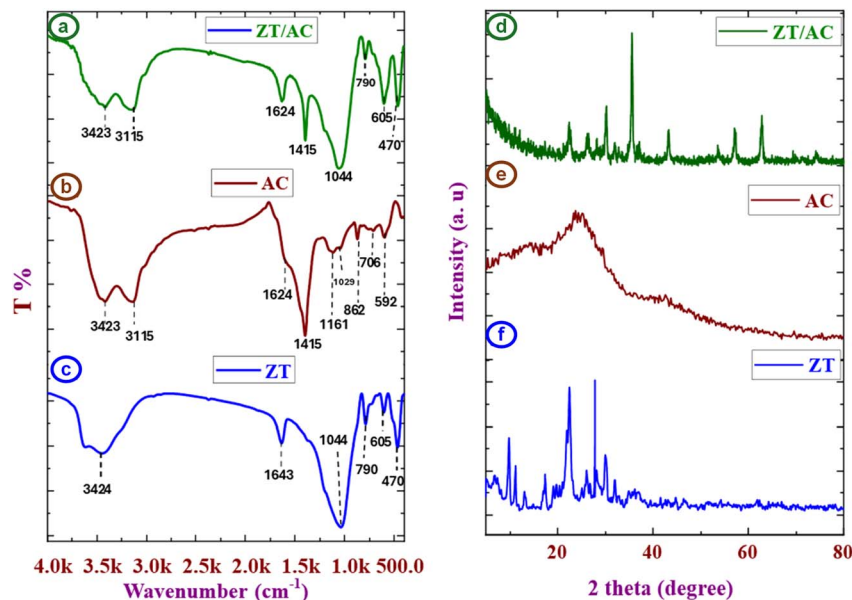 a
ZT/AC
790
3423
3115
1624
1415
1044
605
470
b
AC
3423
3115
1624
1415
1161
1029
862
706
592
c
ZT
3424
1643
1044
790
605
470
T %
4.0k 3.5k 3.0k 2.5k 2.0k 1.5k 1.0k 500.0
Wavenumber (cm⁻¹)
d
ZT/AC
e
AC
f
ZT
Intensity (a. u)
20 40 60 80
2 theta (degree)